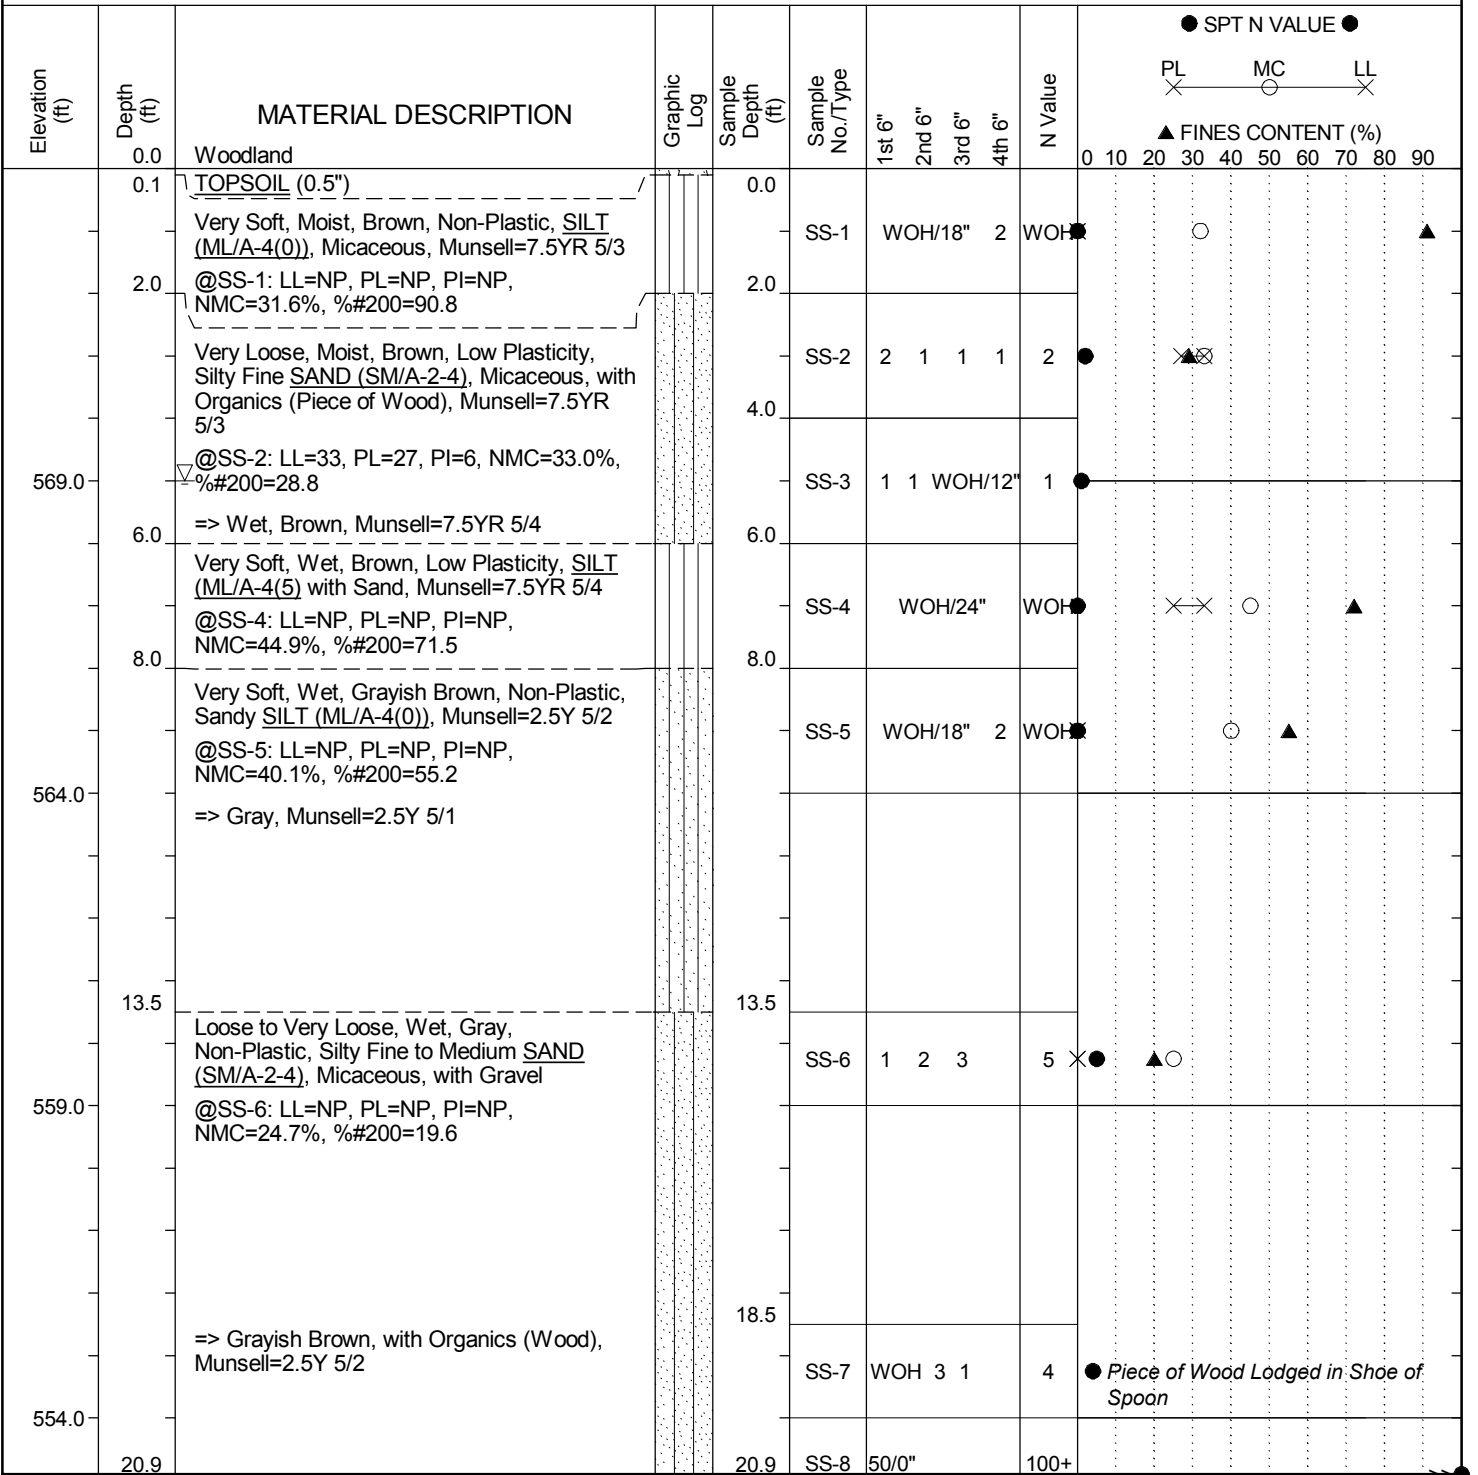 ● SPT N VALUE ●
PL MC LL
▲ FINES CONTENT (%)
Elevation (ft)
Depth (ft)
MATERIAL DESCRIPTION
Graphic Log
Sample Depth (ft)
Sample No./Type
1st 6"
2nd 6"
3rd 6"
4th 6"
N Value
0 10 20 30 40 50 60 70 80 90
0.0 Woodland
0.1 TOPSOIL (0.5") 0.0
Very Soft, Moist, Brown, Non-Plastic, SILT
(ML/A-4(0)), Micaceous, Munsell=7.5YR 5/3
SS-1 WOH/18" 2 WOH
@SS-1: LL=NP, PL=NP, PI=NP,
NMC=31.6%, %#200=90.8
2.0 2.0
Very Loose, Moist, Brown, Low Plasticity,
Silty Fine SAND (SM/A-2-4), Micaceous, with
Organics (Piece of Wood), Munsell=7.5YR
5/3
SS-2 2 1 1 1 2
4.0
@SS-2: LL=33, PL=27, PI=6, NMC=33.0%,
%#200=28.8
569.0
SS-3 1 1 WOH/12" 1
=> Wet, Brown, Munsell=7.5YR 5/4
6.0 6.0
Very Soft, Wet, Brown, Low Plasticity, SILT
(ML/A-4(5) with Sand, Munsell=7.5YR 5/4
SS-4 WOH/24" WOH
@SS-4: LL=NP, PL=NP, PI=NP,
NMC=44.9%, %#200=71.5
8.0 8.0
Very Soft, Wet, Grayish Brown, Non-Plastic,
Sandy SILT (ML/A-4(0)), Munsell=2.5Y 5/2
SS-5 WOH/18" 2 WOH
@SS-5: LL=NP, PL=NP, PI=NP,
NMC=40.1%, %#200=55.2
564.0
=> Gray, Munsell=2.5Y 5/1
13.5 13.5
Loose to Very Loose, Wet, Gray,
Non-Plastic, Silty Fine to Medium SAND
(SM/A-2-4), Micaceous, with Gravel
SS-6 1 2 3 5
559.0
@SS-6: LL=NP, PL=NP, PI=NP,
NMC=24.7%, %#200=19.6
18.5
=> Grayish Brown, with Organics (Wood),
Munsell=2.5Y 5/2
SS-7 WOH 3 1 4
Piece of Wood Lodged in Shoe of
Spoon
554.0
20.9 20.9 SS-8 50/0" 100+
>>